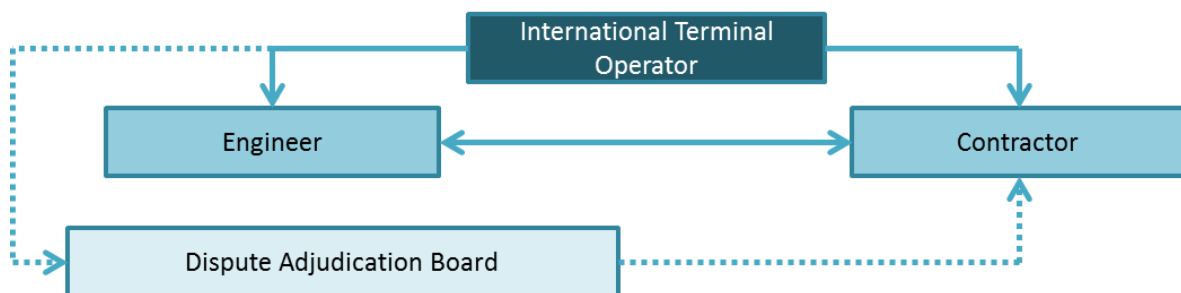 International Terminal
Operator
Engineer
Contractor
Dispute Adjudication Board